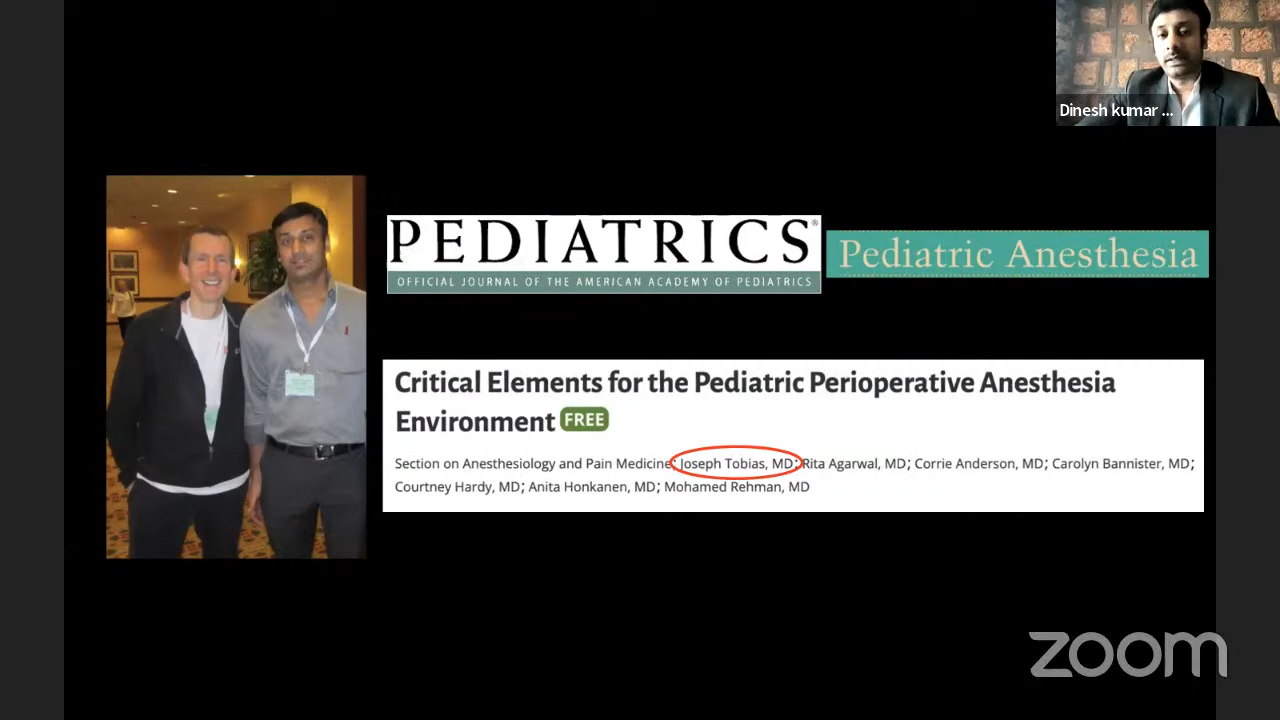 Dinesh kumar ...
PEDIATRICS®
OFFICIAL JOURNAL OF THE AMERICAN ACADEMY OF PEDIATRICS
Pediatric Anesthesia
Critical Elements for the Pediatric Perioperative Anesthesia
Environment FREE
Section on Anesthesiology and Pain Medicine; Joseph Tobias, MD; Rita Agarwal, MD; Corrie Anderson, MD; Carolyn Bannister, MD;
Courtney Hardy, MD; Anita Honkanen, MD; Mohamed Rehman, MD
zoom